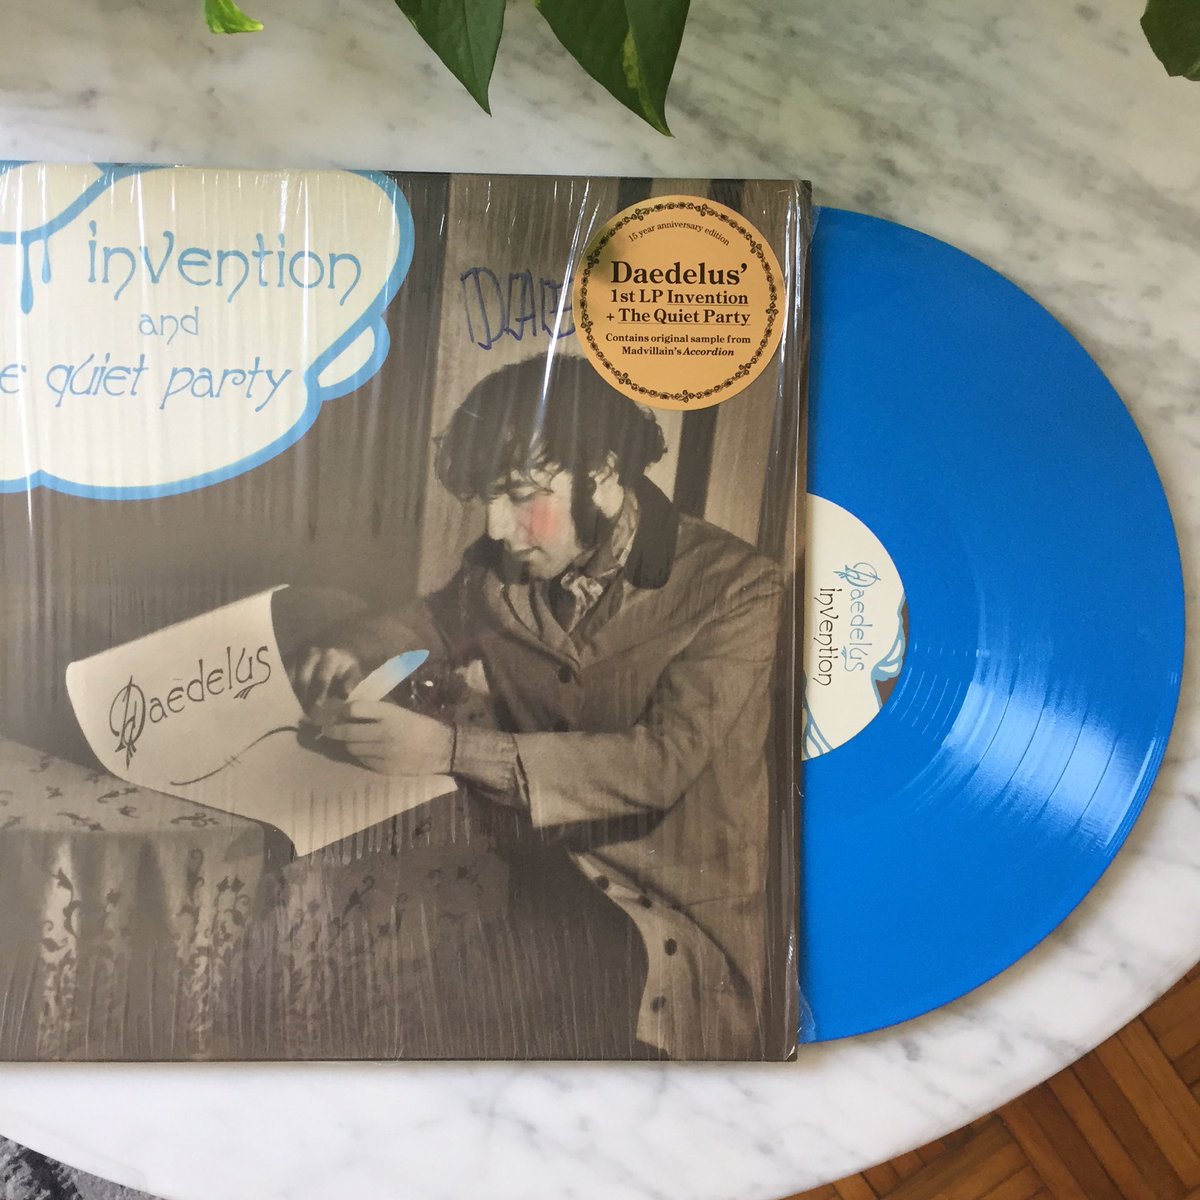 invention
and
quiet party
15 year anniversary edition
Daedelus'
1st LP Invention
+ The Quiet Party
Contains original sample from
Madvillain's Accordion
Daedelus
Daedelus
invention